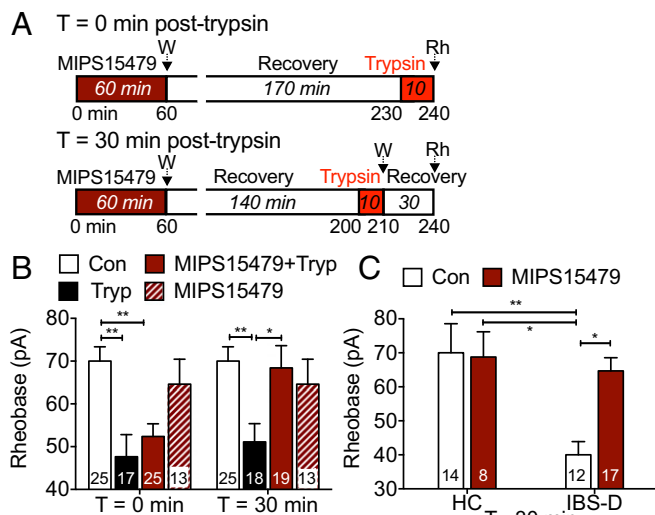 A
T = 0 min post-trypsin
W
Rh
MIPS15479
Recovery
Trypsin
60 min
170 min
10
0 min
60
230
240
T = 30 min post-trypsin
W
W
Rh
MIPS15479
Recovery
Trypsin
Recovery
60 min
140 min
10
30
0 min
60
200
210
240
B
Con
MIPS15479+Tryp
Tryp
MIPS15479
Rheobase (pA)
70
60
50
40
**
**
**
*
25
17
25
13
25
18
19
13
T = 0 min
T = 30 min
C
Con
MIPS15479
Rheobase (pA)
80
70
60
50
40
30
**
*
*
14
8
12
17
HC
IBS-D